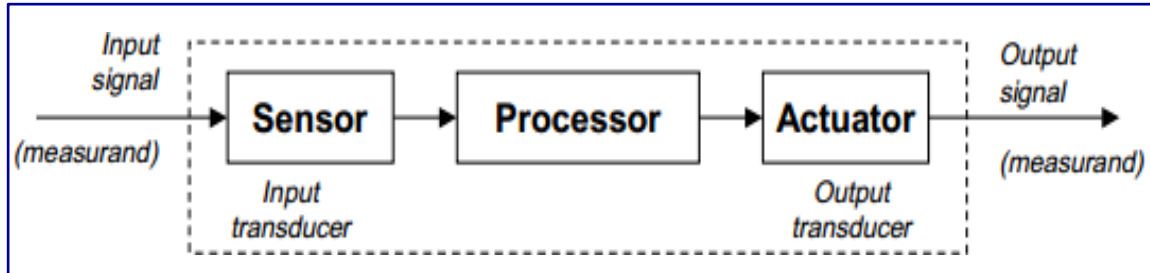 Input
signal
(measurand)
Sensor
Input
transducer
Processor
Actuator
Output
transducer
Output
signal
(measurand)